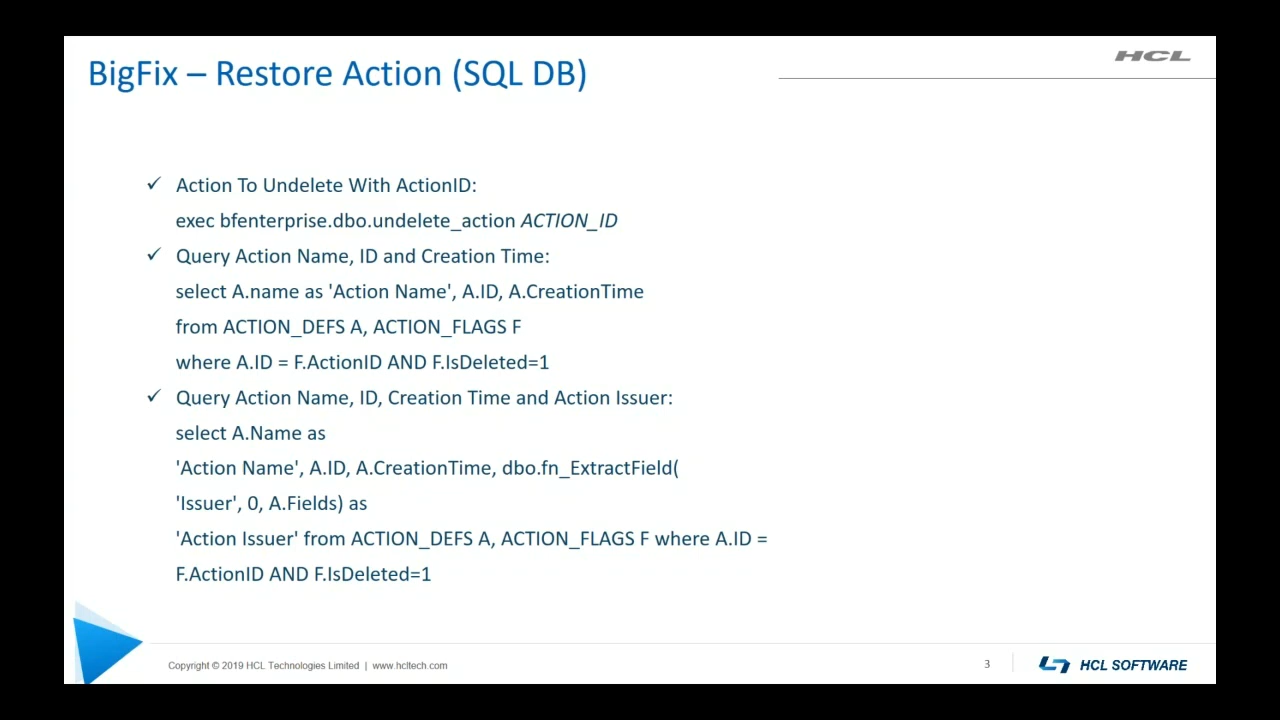 BigFix – Restore Action (SQL DB)
HCL
Action To Undelete With ActionID:
exec bfenterprise.dbo.undelete_action ACTION_ID
Query Action Name, ID and Creation Time:
select A.name as 'Action Name', A.ID, A.CreationTime
from ACTION_DEFS A, ACTION_FLAGS F
where A.ID = F.ActionID AND F.IsDeleted=1
Query Action Name, ID, Creation Time and Action Issuer:
select A.Name as
'Action Name', A.ID, A.CreationTime, dbo.fn_ExtractField(
'Issuer', 0, A.Fields) as
'Action Issuer' from ACTION_DEFS A, ACTION_FLAGS F where A.ID =
F.ActionID AND F.IsDeleted=1
Copyright © 2019 HCL Technologies Limited | www.hcltech.com
3
HCL SOFTWARE